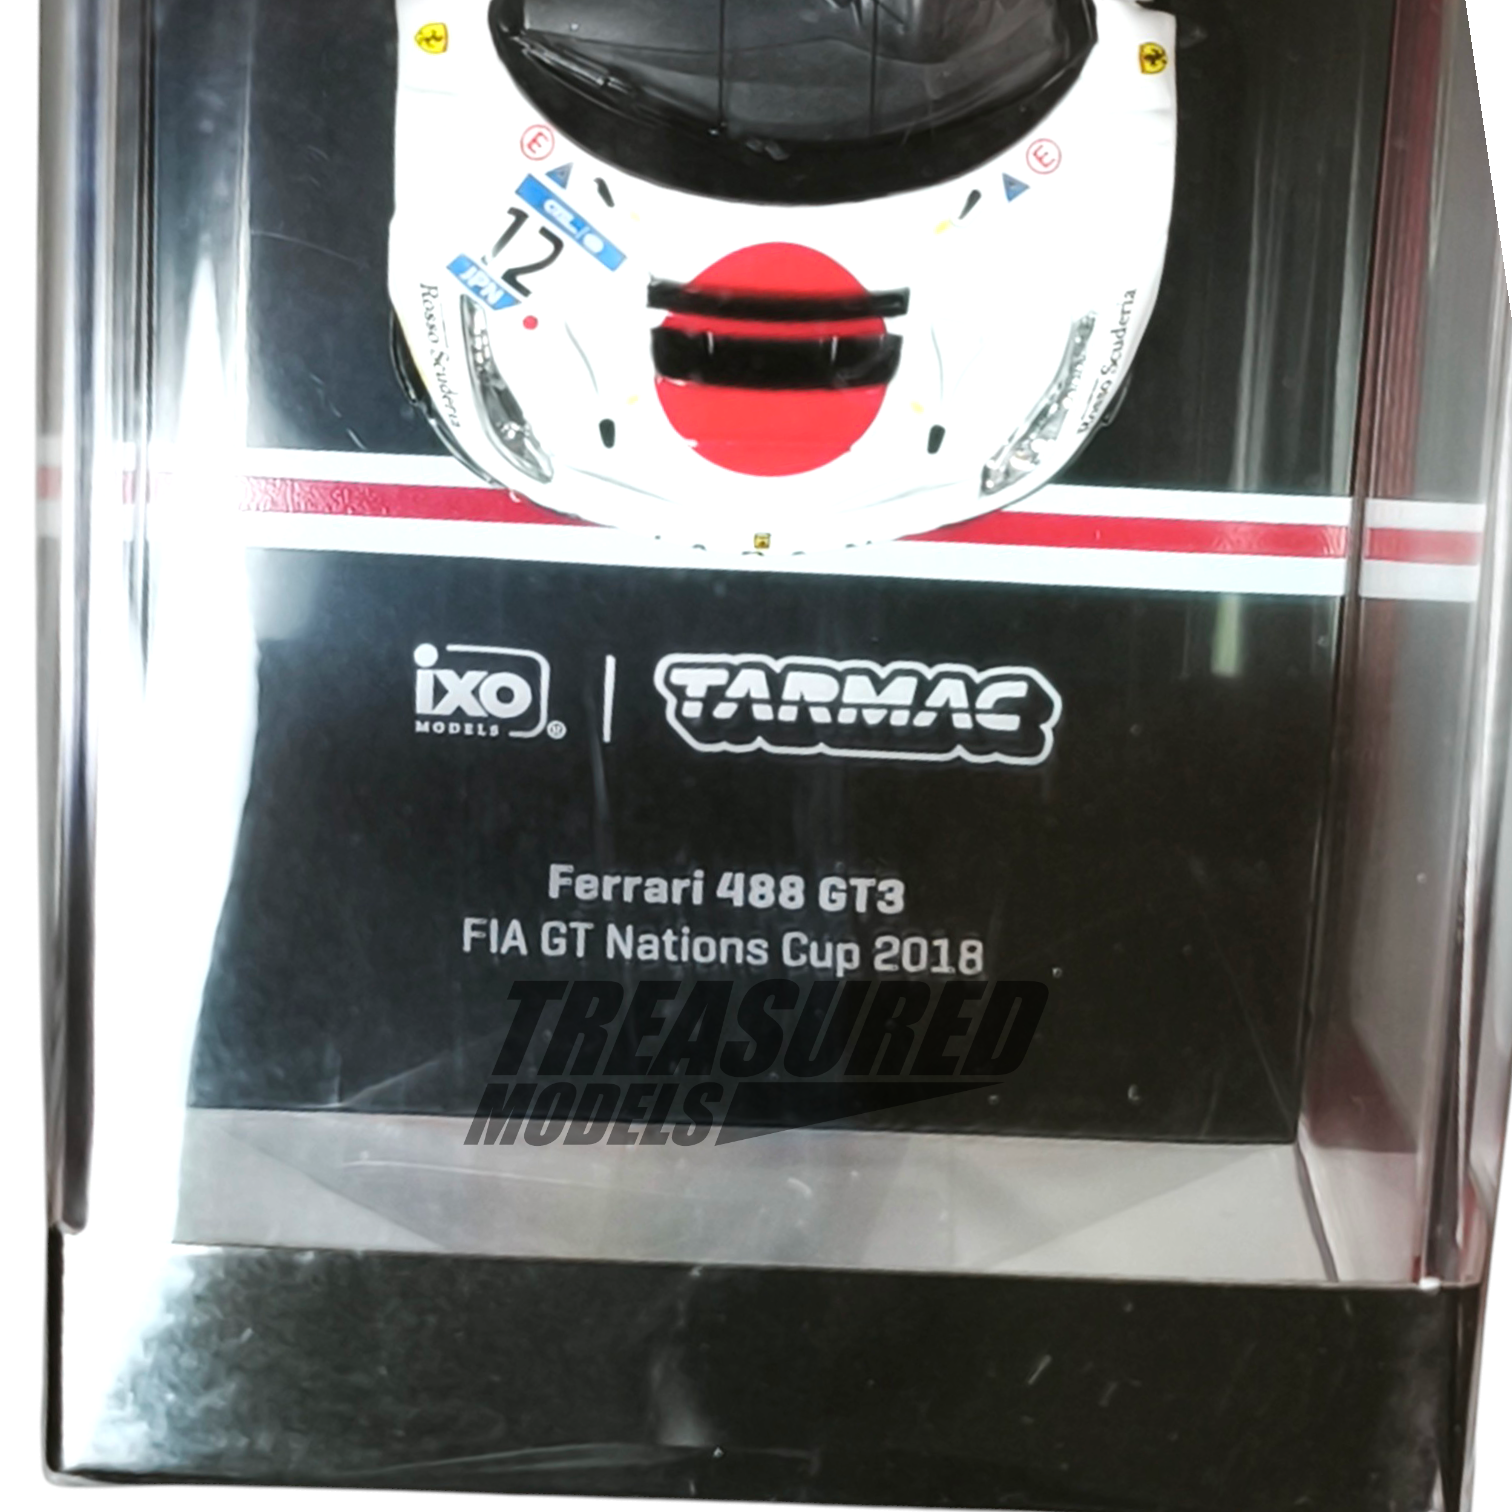 E
E
12
JPN
Rosso Scuderia
Rosso Scuderia
ixo
MODELS ®
TARMAC
Ferrari 488 GT3
FIA GT Nations Cup 2018
TREASURED
MODELS